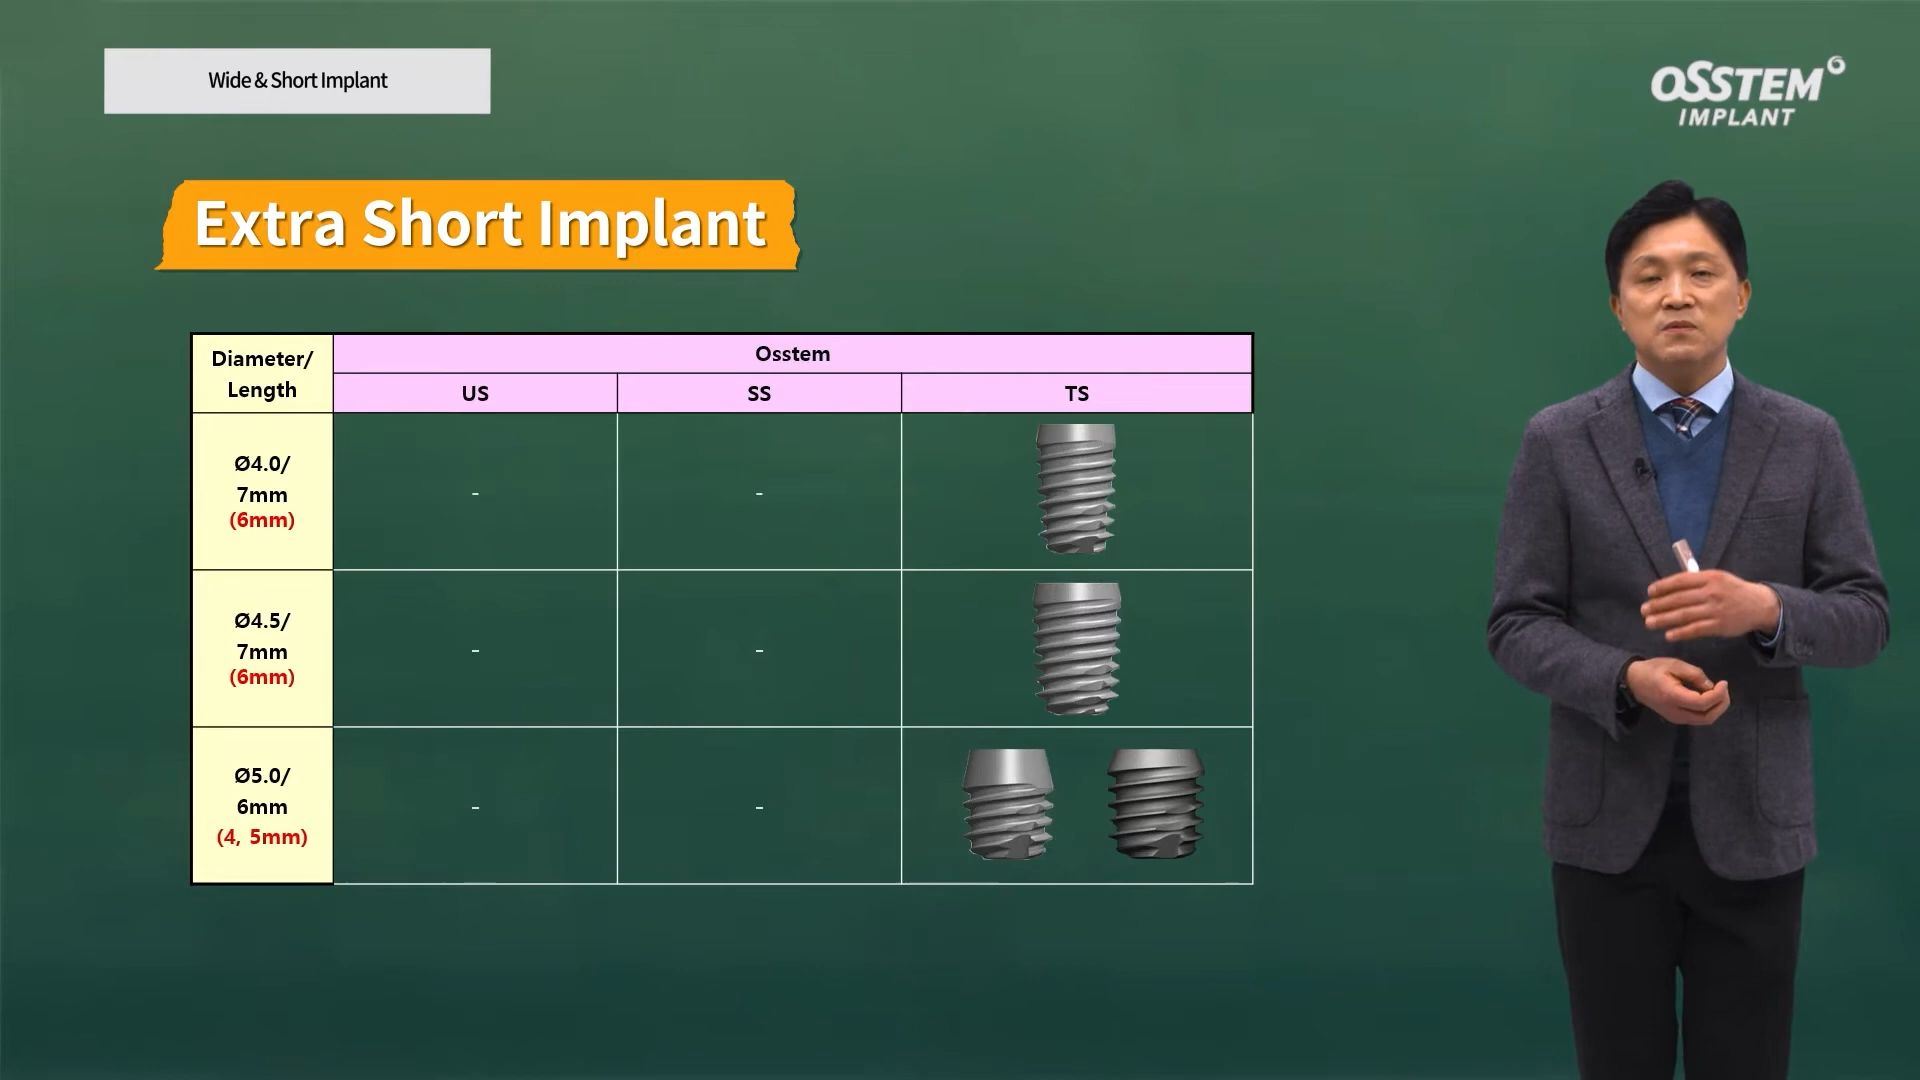 Wide & Short Implant
OSSTEM
IMPLANT
Extra Short Implant
Diameter/
Length
Osstem
US
SS
TS
Ø4.0/
7mm
(6mm)
-
-
Ø4.5/
7mm
(6mm)
-
-
Ø5.0/
6mm
(4, 5mm)
-
-